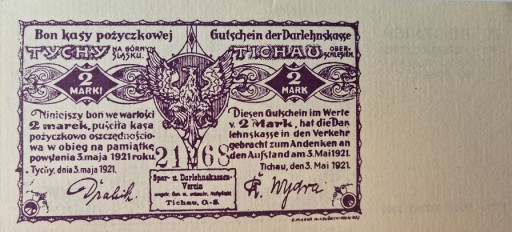 Bon kasy pożyczkowej
TYCHY NA GÓRNYM ŚLĄSKU.
2
MARKI
Niniejszy bon we wartości
2 marek, puściła kasa
pożyczkowo oszczędnościo-
wa w obieg na pamiątkę
powstania 3. maja 1921 roku.
Tychy, dnia 3. maja 1921.
Gutschein der Darlehnskasse
TICHAU OBER-SCHLESIEN.
2
MARK
Diesen Gutschein im Werte
v. 2 Mark, hat die Dar
lehnskasse in den Verkehr
gebracht zum Andenken an
den Aufstand am 3. Mai 1921.
Tichau, den 3. Mai 1921.
21 68
Spar- u. Darlehnskassen-
Verein
Tichau, O.-S.
Wydra